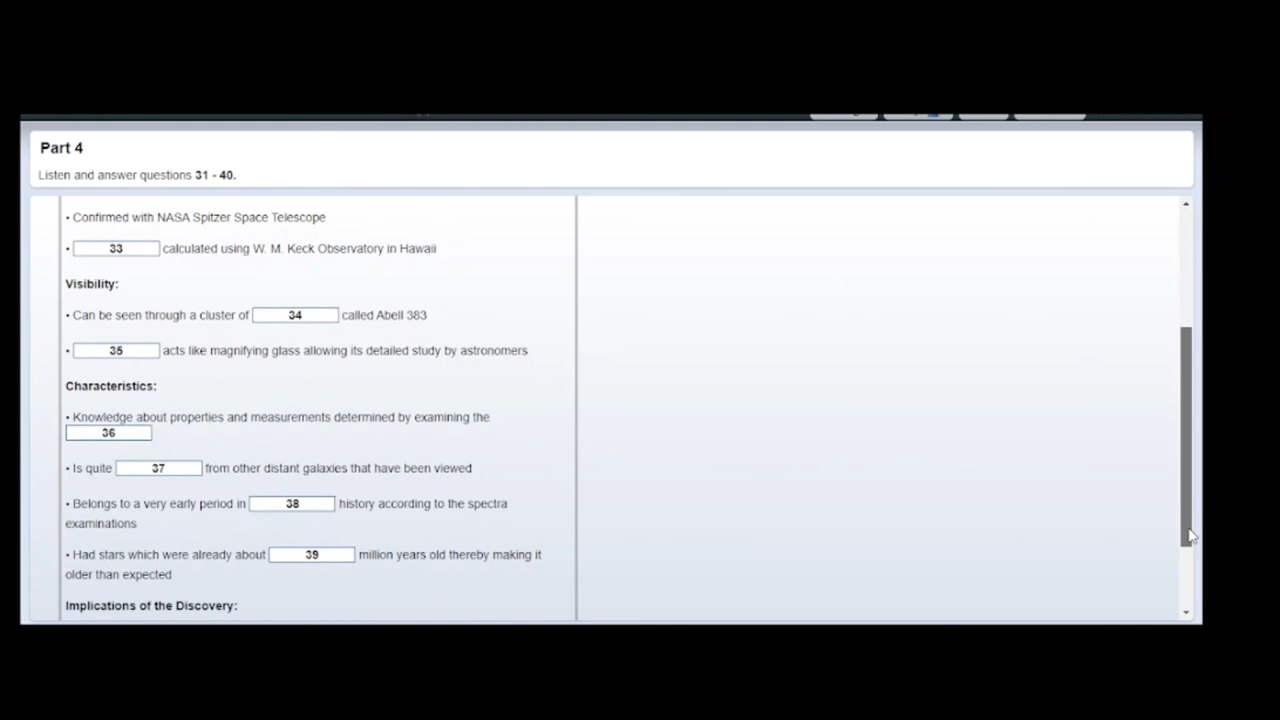 Part 4
Listen and answer questions 31 - 40.
• Confirmed with NASA Spitzer Space Telescope
• 33 calculated using W. M. Keck Observatory in Hawaii
Visibility:
• Can be seen through a cluster of 34 called Abell 383
• 35 acts like magnifying glass allowing its detailed study by astronomers
Characteristics:
• Knowledge about properties and measurements determined by examining the
36
• Is quite 37 from other distant galaxies that have been viewed
• Belongs to a very early period in 38 history according to the spectra
examinations
• Had stars which were already about 39 million years old thereby making it
older than expected
Implications of the Discovery: